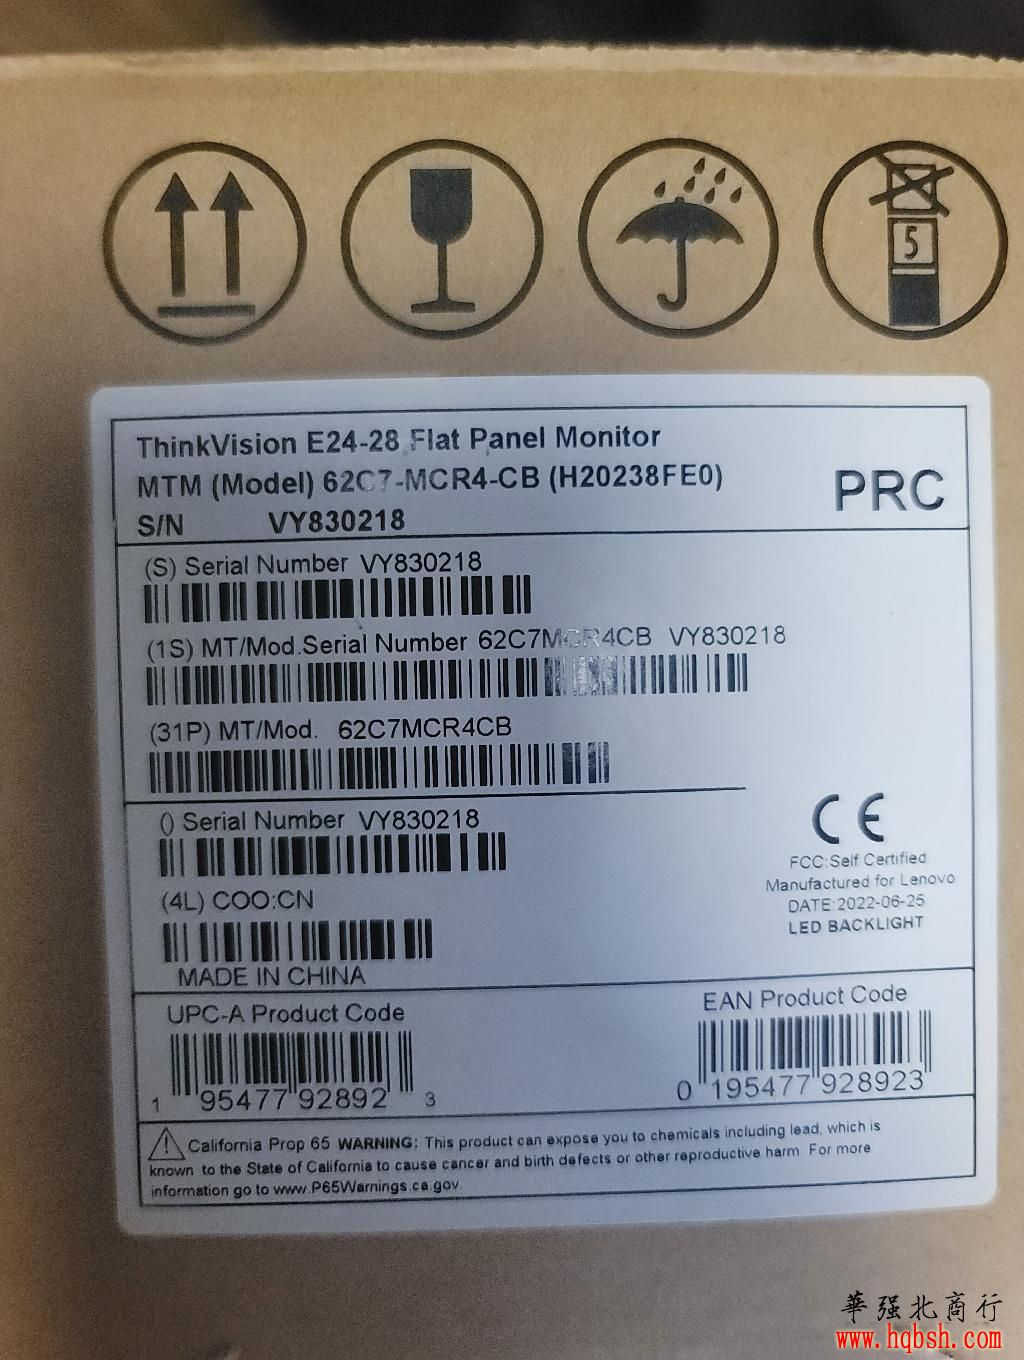 5
ThinkVision E24-28 Flat Panel Monitor
MTM (Model) 62C7-MCR4-CB (H20238FE0)
PRC
S/N VY830218
(S) Serial Number VY830218
(1S) MT/Mod.Serial Number 62C7MCR4CB VY830218
(31P) MT/Mod. 62C7MCR4CB
() Serial Number VY830218
(4L) COO:CN
MADE IN CHINA
CE
FCC:Self Certified
Manufactured for Lenovo
DATE:2022-06-25
LED BACKLIGHT
UPC-A Product Code
1 95477 92892 3
EAN Product Code
0 195477 928923
California Prop 65 WARNING: This product can expose you to chemicals including lead, which is
known to the State of California to cause cancer and birth defects or other reproductive harm For more
information go to www.P65Warnings.ca.gov
華强北商行
www.hqbsh.com